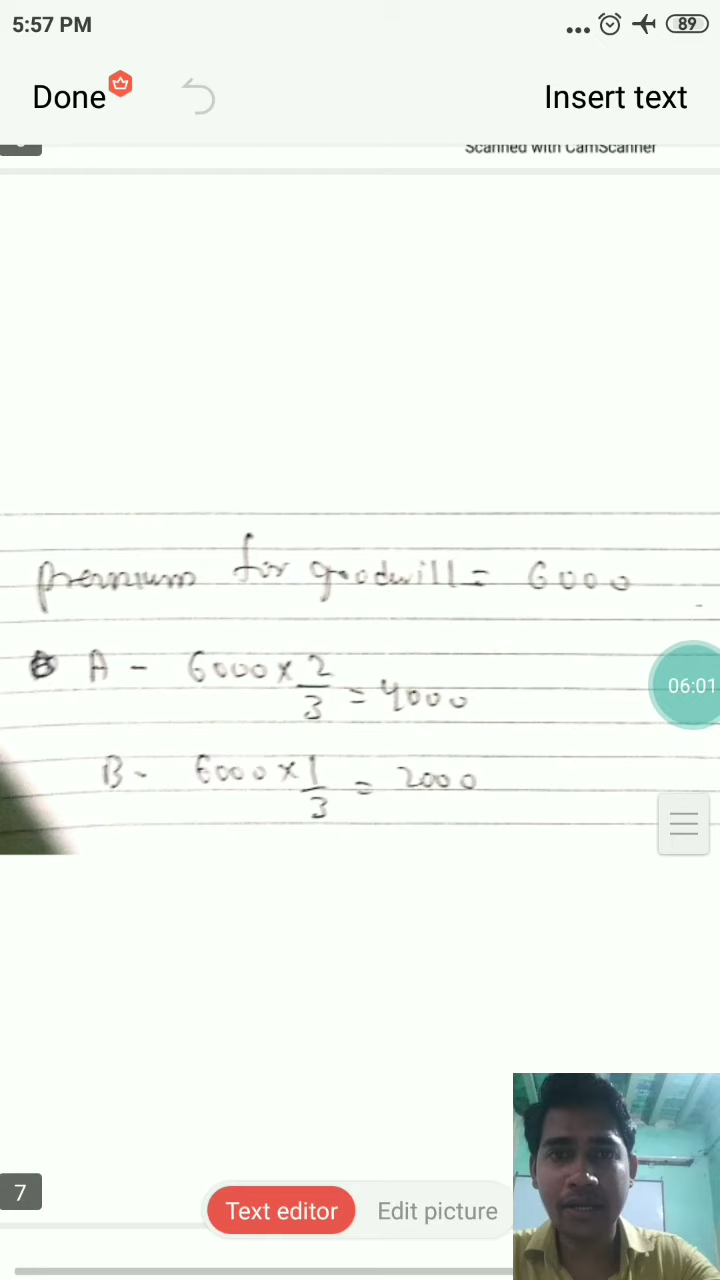 5:57 PM
89
Done
Insert text
Scanned with CamScanner
premium for goodwill = 6000
A - 6000 × 2/3 = 4000
06:01
B - 6000 × 1/3 = 2000
7
Text editor
Edit picture